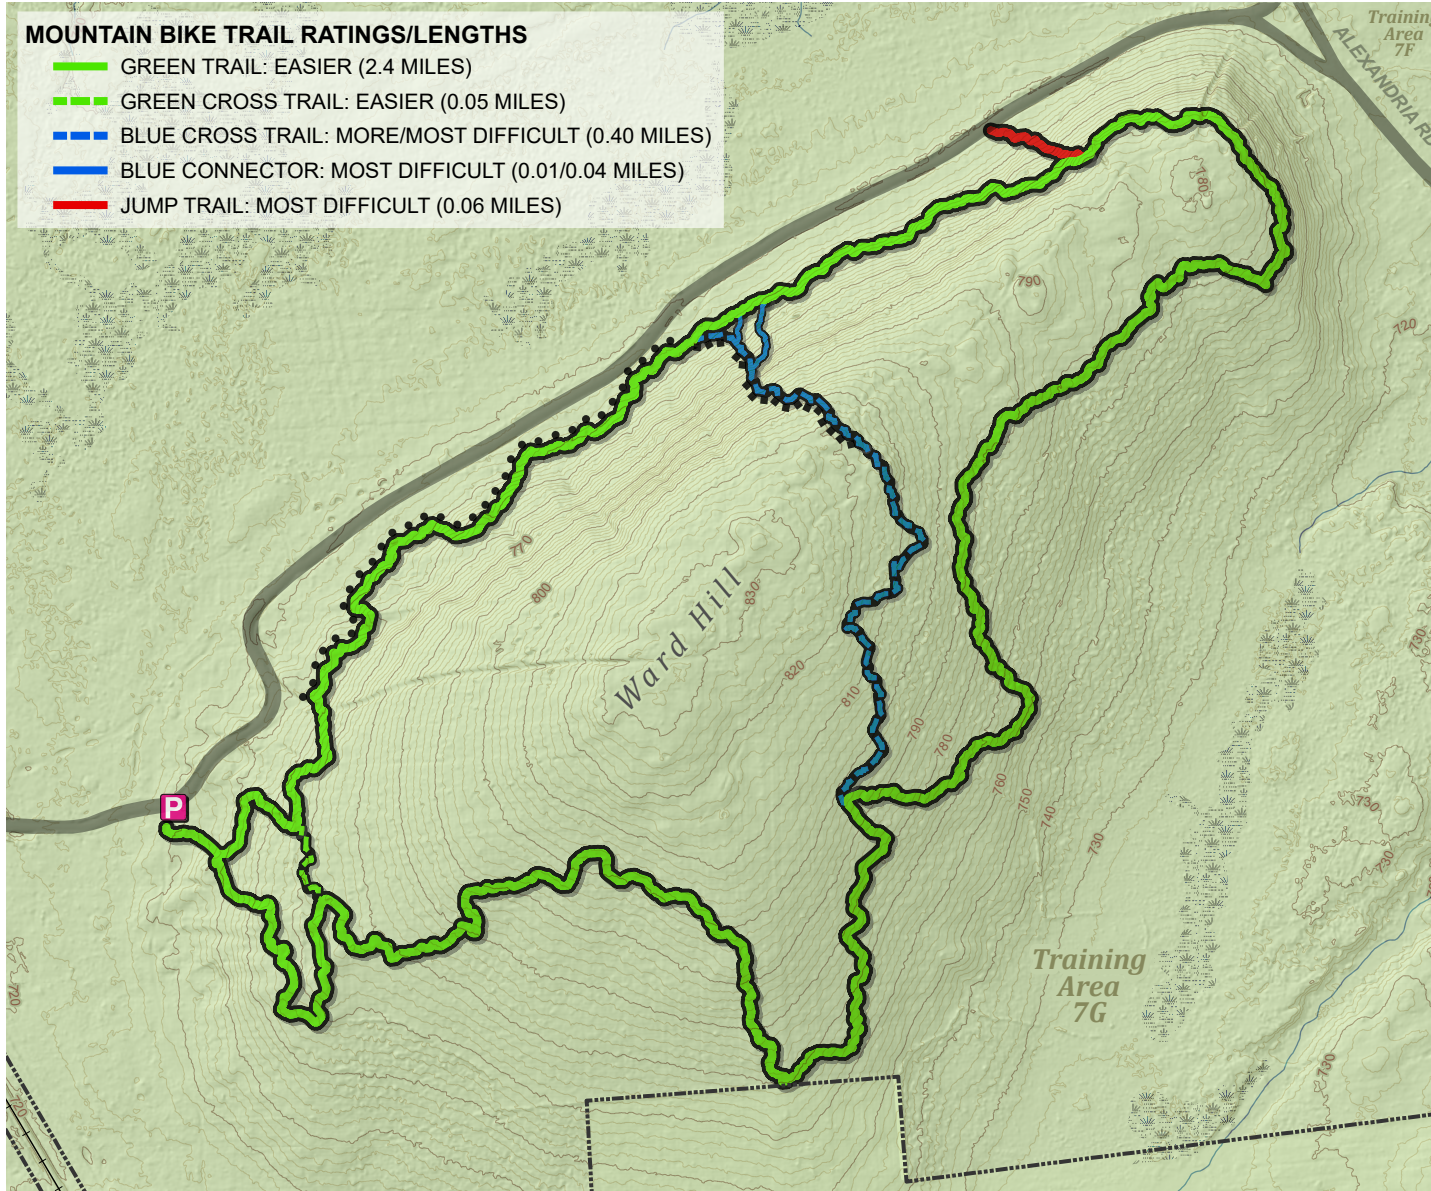 MOUNTAIN BIKE TRAIL RATINGS/LENGTHS
GREEN TRAIL: EASIER (2.4 MILES)
GREEN CROSS TRAIL: EASIER (0.05 MILES)
BLUE CROSS TRAIL: MORE/MOST DIFFICULT (0.40 MILES)
BLUE CONNECTOR: MOST DIFFICULT (0.01/0.04 MILES)
JUMP TRAIL: MOST DIFFICULT (0.06 MILES)
Area
7F
ALEXANDRIA
790
720
770
800
830
Ward Hill
820
810
790
780
760
750
740
730
730
730
730
P
Training
Area
7G
720
730
720